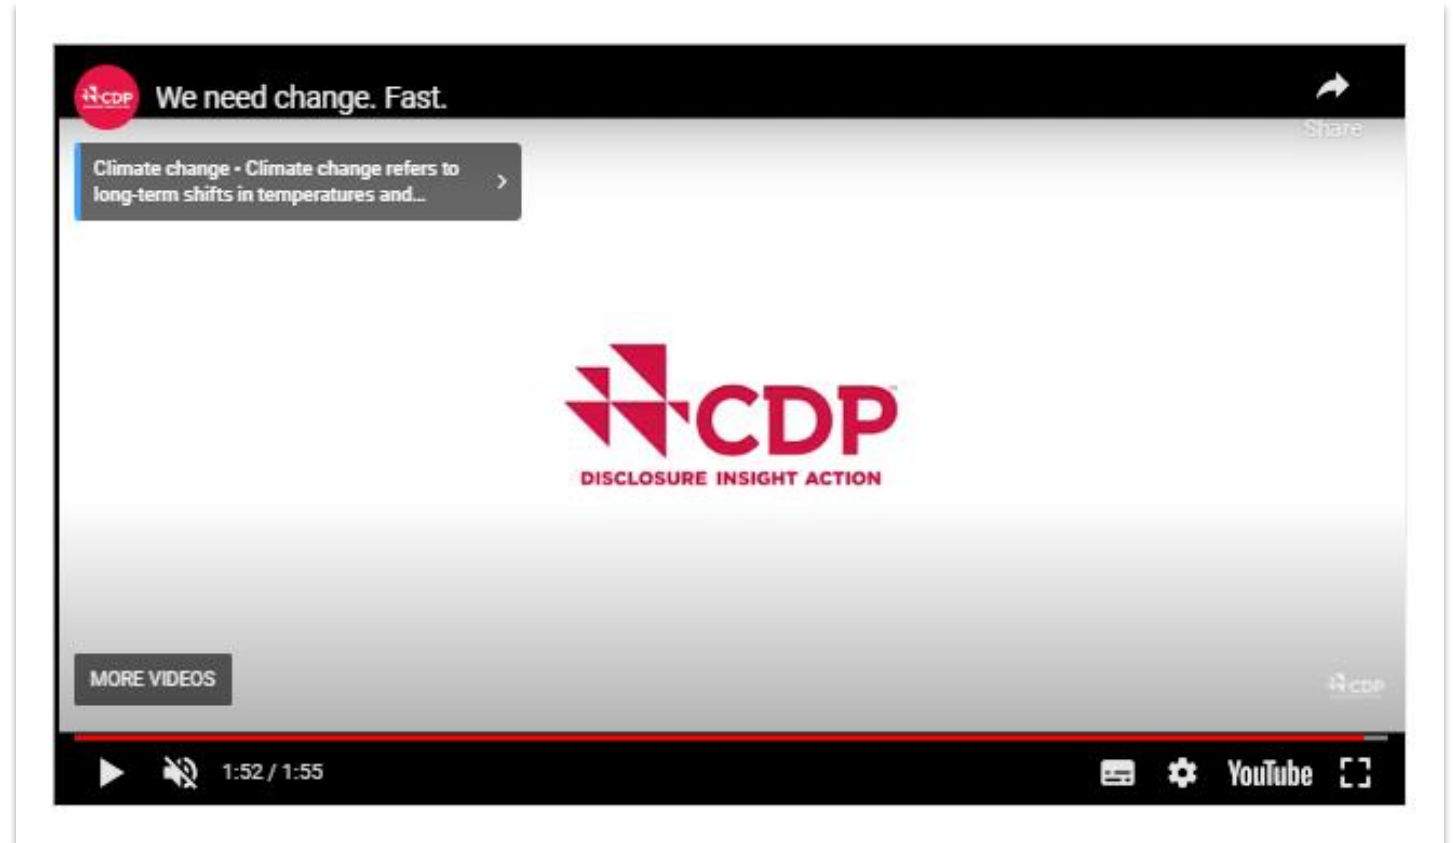 CDP
We need change. Fast.
Share
Climate change - Climate change refers to
long-term shifts in temperatures and...
CDP
DISCLOSURE INSIGHT ACTION
MORE VIDEOS
CDP
1:52 / 1:55
YouTube